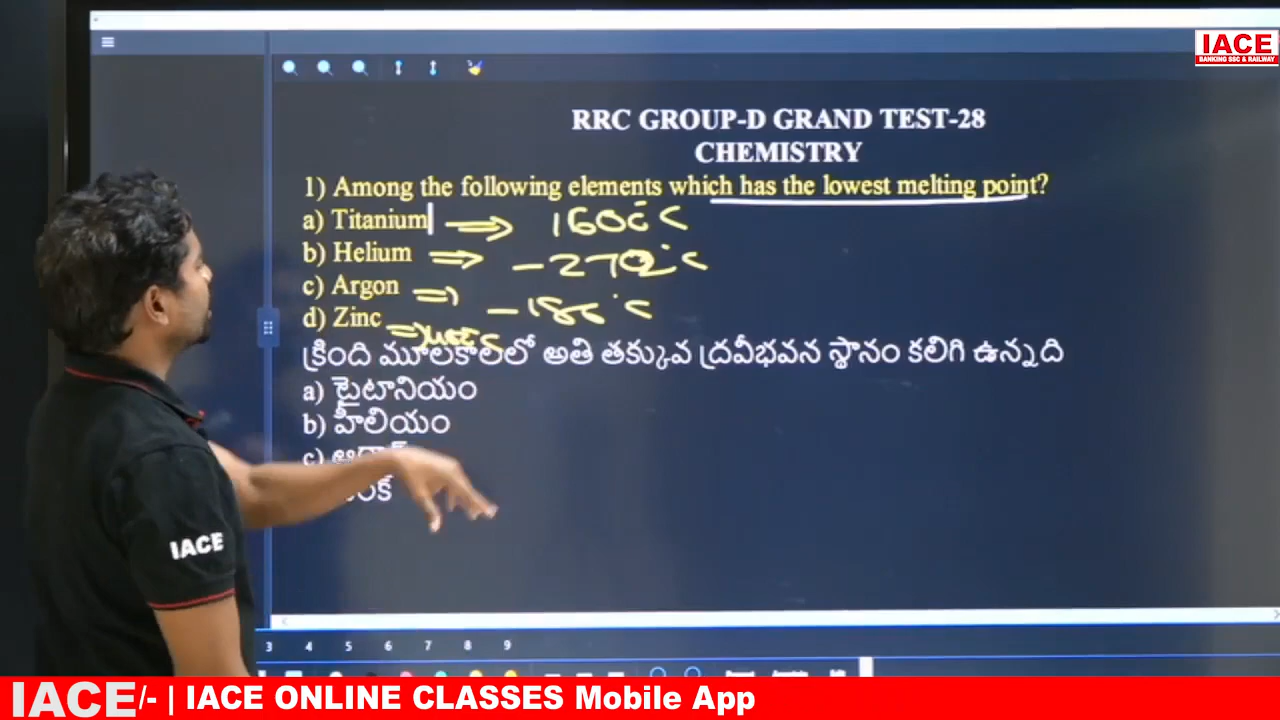 IACE
BANKING SSC & RAILWAY
RRC GROUP-D GRAND TEST-28
CHEMISTRY
1) Among the following elements which has the lowest melting point?
a) Titanium ⇒ 1600°C
b) Helium ⇒ -272°C
c) Argon ⇒ -186°C
d) Zinc ⇒
క్రింది మూలకాలలో అతి తక్కువ ద్రవీభవన స్థానం కలిగి ఉన్నది
a) టైటానియం
b) హీలియం
c)
IACE
3 4 5 6 7 8 9
IACE/- | IACE ONLINE CLASSES Mobile App